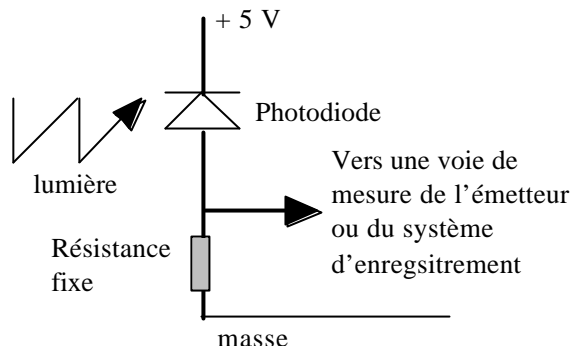 + 5 V
Photodiode
lumière
Vers une voie de
mesure de l'émetteur
ou du système
d'enregsitrement
Résistance
fixe
masse